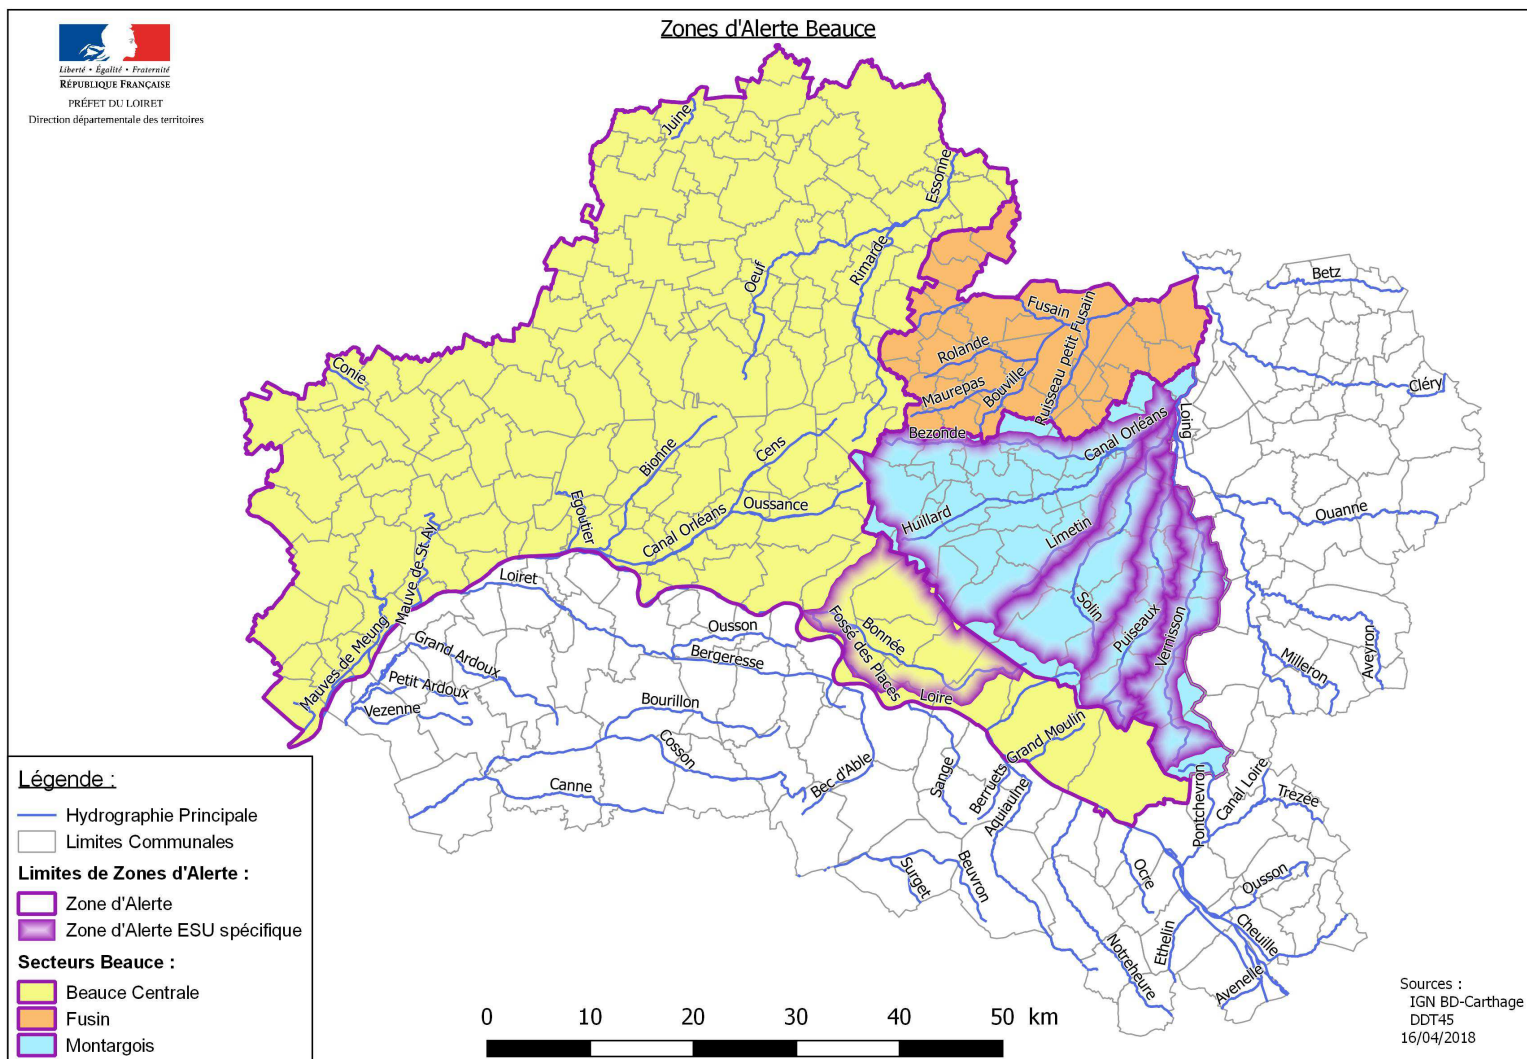 Zones d'Alerte Beauce
Liberté • Égalité • Fraternité
RÉPUBLIQUE FRANÇAISE
PRÉFET DU LOIRET
Direction départementale des territoires
Juine
Essonne
Oeuf
Rimarde
Betz
Fusain
Ruisseau petit Fusain
Rolande
Conie
Maurepas
Bouville
Cléry
Loing
Bezonde
Canal Orléans
Bionne
Cens
Egoutier
Oussance
Canal Orléans
Huillard
Limetin
Ouanne
Mauve de St Ay
Loiret
Solin
Puiseaux
Vernisson
Ousson
Fossé des Places
Bonnée
Mauves de Meung
Grand Ardoux
Bergeresse
Aveyron
Milleron
Petit Ardoux
Vezenne
Bourillon
Loire
Grand Moulin
Cosson
Canne
Bec d'Able
Sange
Berruets
Aquiaulne
Pontchevron
Canal Loire
Trezée
Surget
Beuvron
Ocre
Ousson
Cheuille
Ethelin
Notreheure
Avenelle
Légende :
Hydrographie Principale
Limites Communales
Limites de Zones d'Alerte :
Zone d'Alerte
Zone d'Alerte ESU spécifique
Secteurs Beauce :
Beauce Centrale
Fusin
Montargois
0 10 20 30 40 50 km
Sources :
IGN BD-Carthage
DDT45
16/04/2018